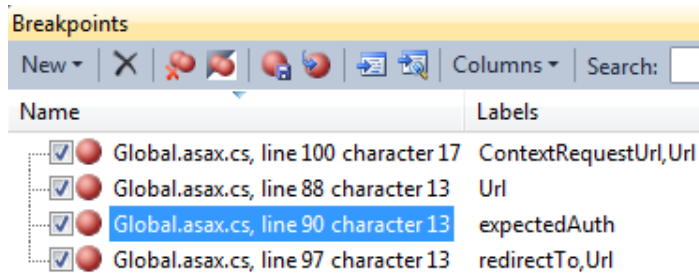 Breakpoints
New Columns Search:
Name Labels
Global.asax.cs, line 100 character 17 ContextRequestUrl,Url
Global.asax.cs, line 88 character 13 Url
Global.asax.cs, line 90 character 13 expectedAuth
Global.asax.cs, line 97 character 13 redirectTo,Url